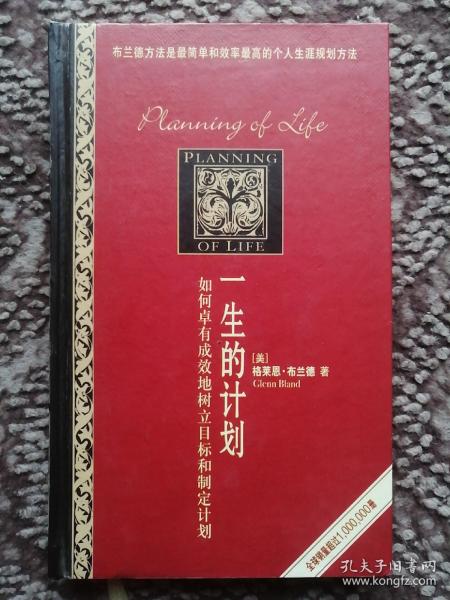 布兰德方法是最简单和效率最高的个人生涯规划方法
Planning of Life
PLANNING
OF LIFE
一生的计划
如何卓有成效地树立目标和制定计划
[美]
格莱恩·布兰德 著
Glenn Bland
全球销量超过1,000,000册
孔夫子旧书网
www.kongfz.com